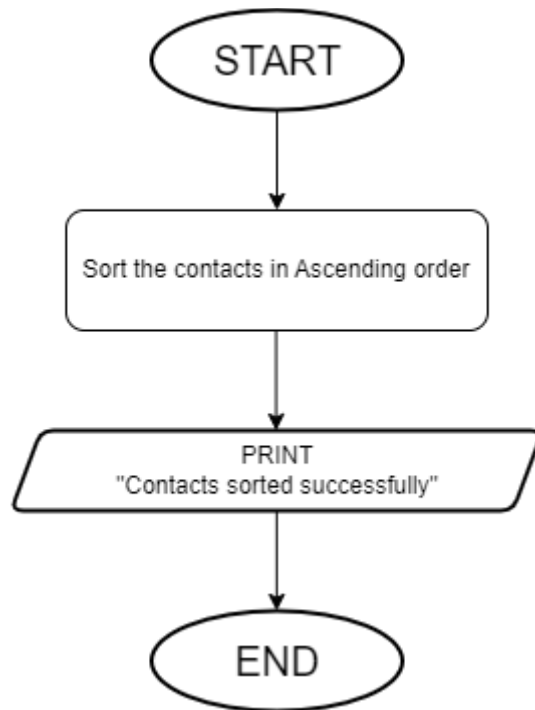 START
Sort the contacts in Ascending order
PRINT
"Contacts sorted successfully"
END